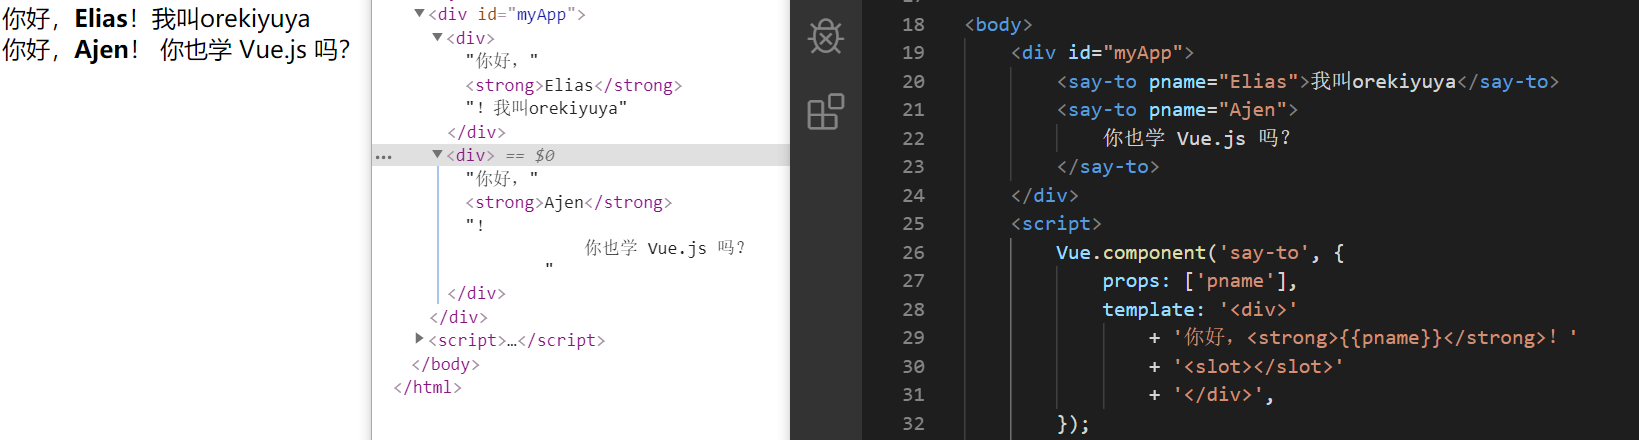 你好，Elias！我叫orekiyuya
你好，Ajen！ 你也学 Vue.js 吗？
▼<div id="myApp">
▼<div>
"你好，"
<strong>Elias</strong>
"！我叫orekiyuya"
</div>
... ▼<div> == $0
"你好，"
<strong>Ajen</strong>
"！
你也学 Vue.js 吗？
"
</div>
</div>
▶<script>…</script>
</body>
</html>
18 <body>
19 <div id="myApp">
20 <say-to pname="Elias">我叫orekiyuya</say-to>
21 <say-to pname="Ajen">
22 你也学 Vue.js 吗？
23 </say-to>
24 </div>
25 <script>
26 Vue.component('say-to', {
27 props: ['pname'],
28 template: '<div>'
29 + '你好，<strong>{{pname}}</strong>！'
30 + '<slot></slot>'
31 + '</div>',
32 });